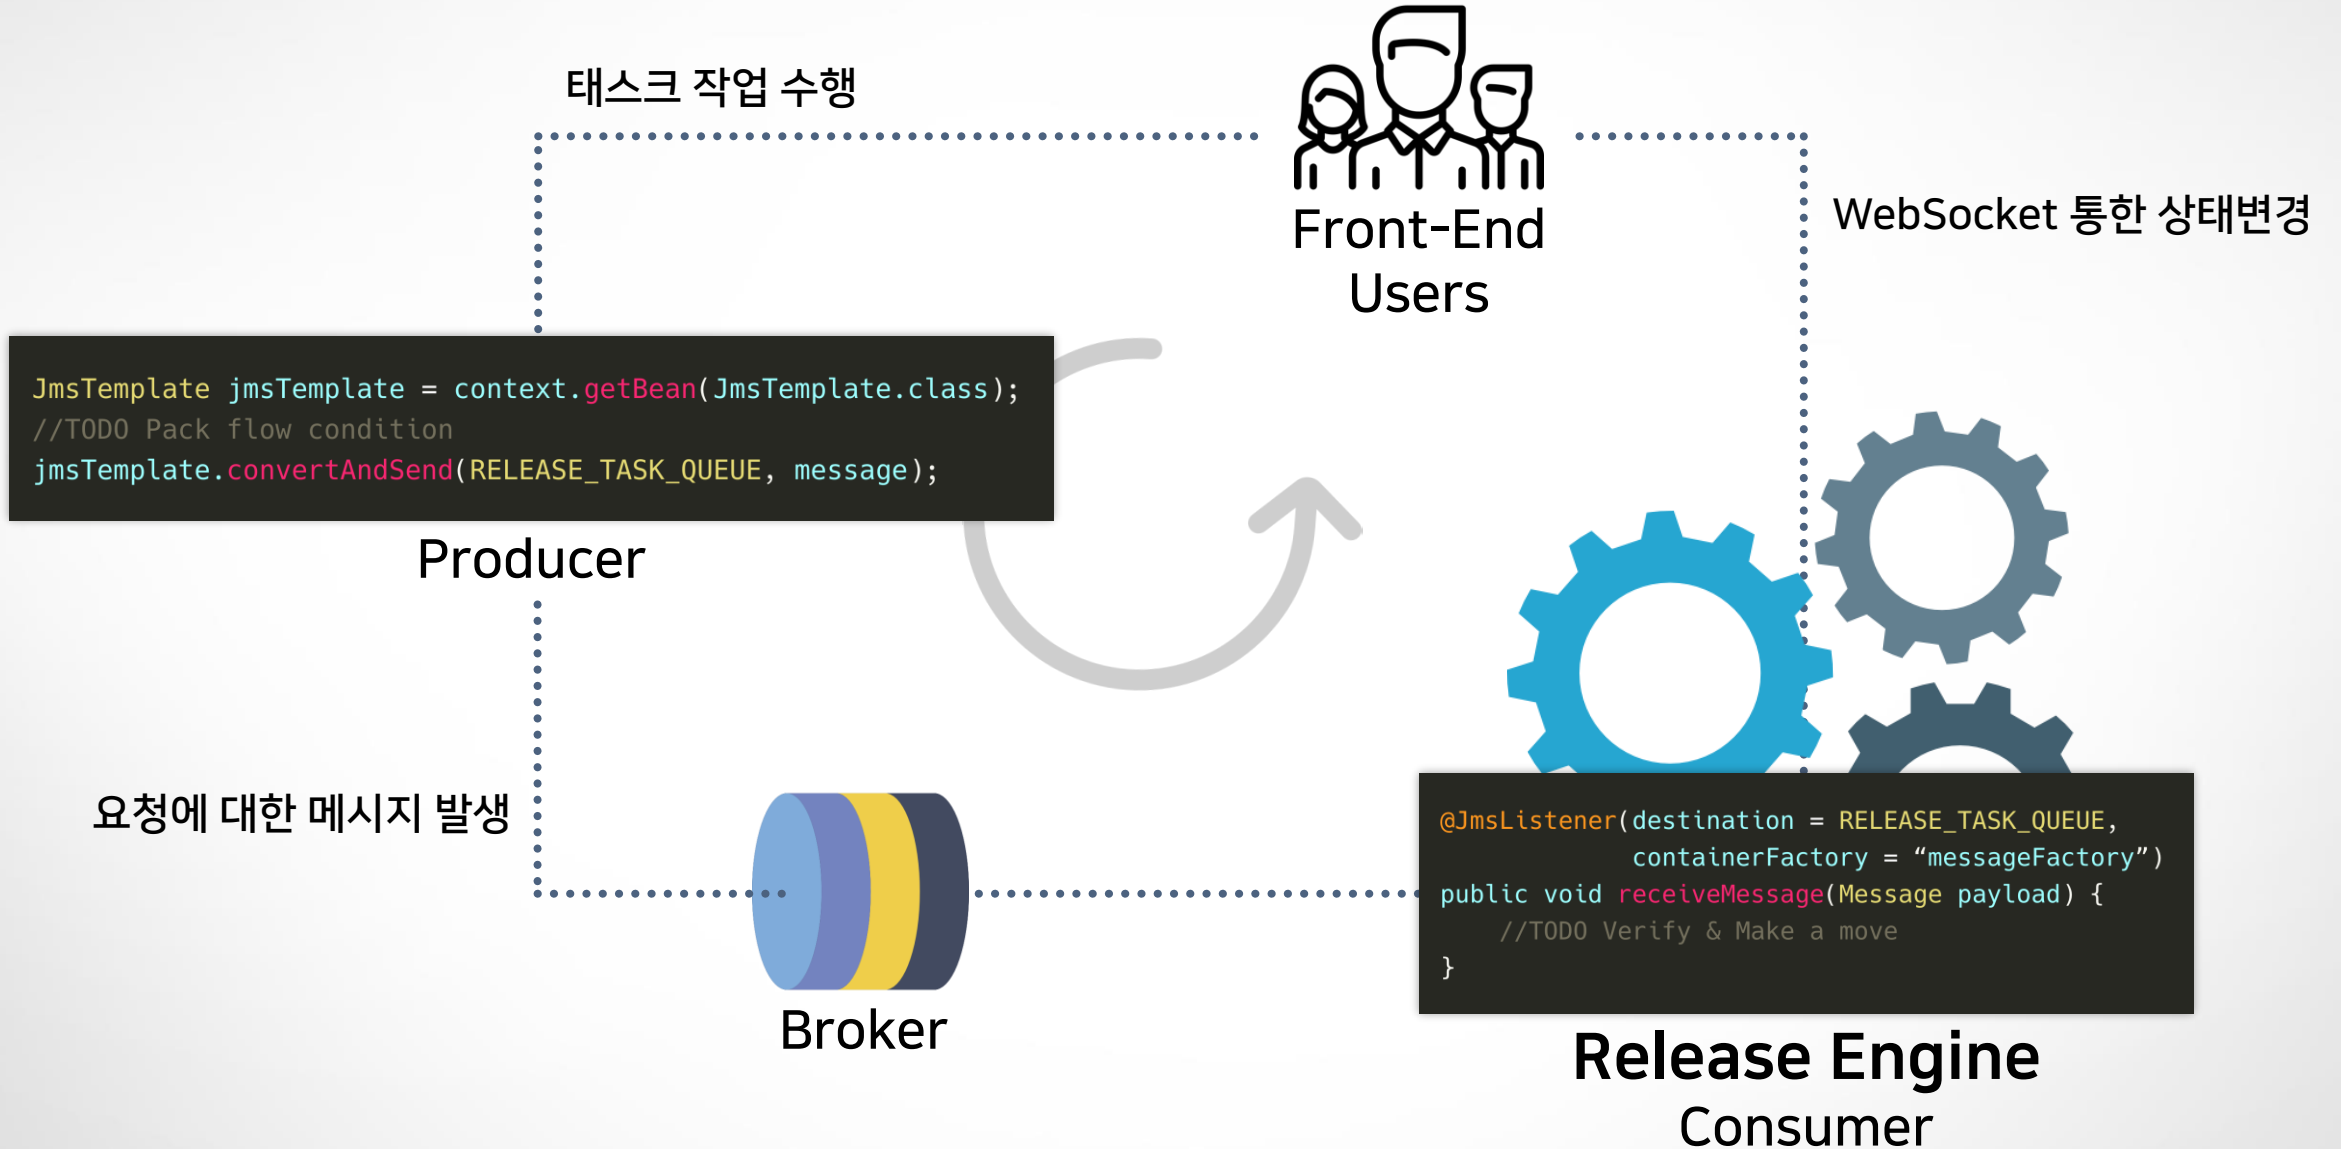 태스크 작업 수행
Front-End
Users
WebSocket 통한 상태변경
JmsTemplate jmsTemplate = context.getBean(JmsTemplate.class);
//TODO Pack flow condition
jmsTemplate.convertAndSend(RELEASE_TASK_QUEUE, message);
Producer
요청에 대한 메시지 발생
Broker
@JmsListener(destination = RELEASE_TASK_QUEUE,
containerFactory = “messageFactory”)
public void receiveMessage(Message payload) {
//TODO Verify & Make a move
}
Release Engine
Consumer